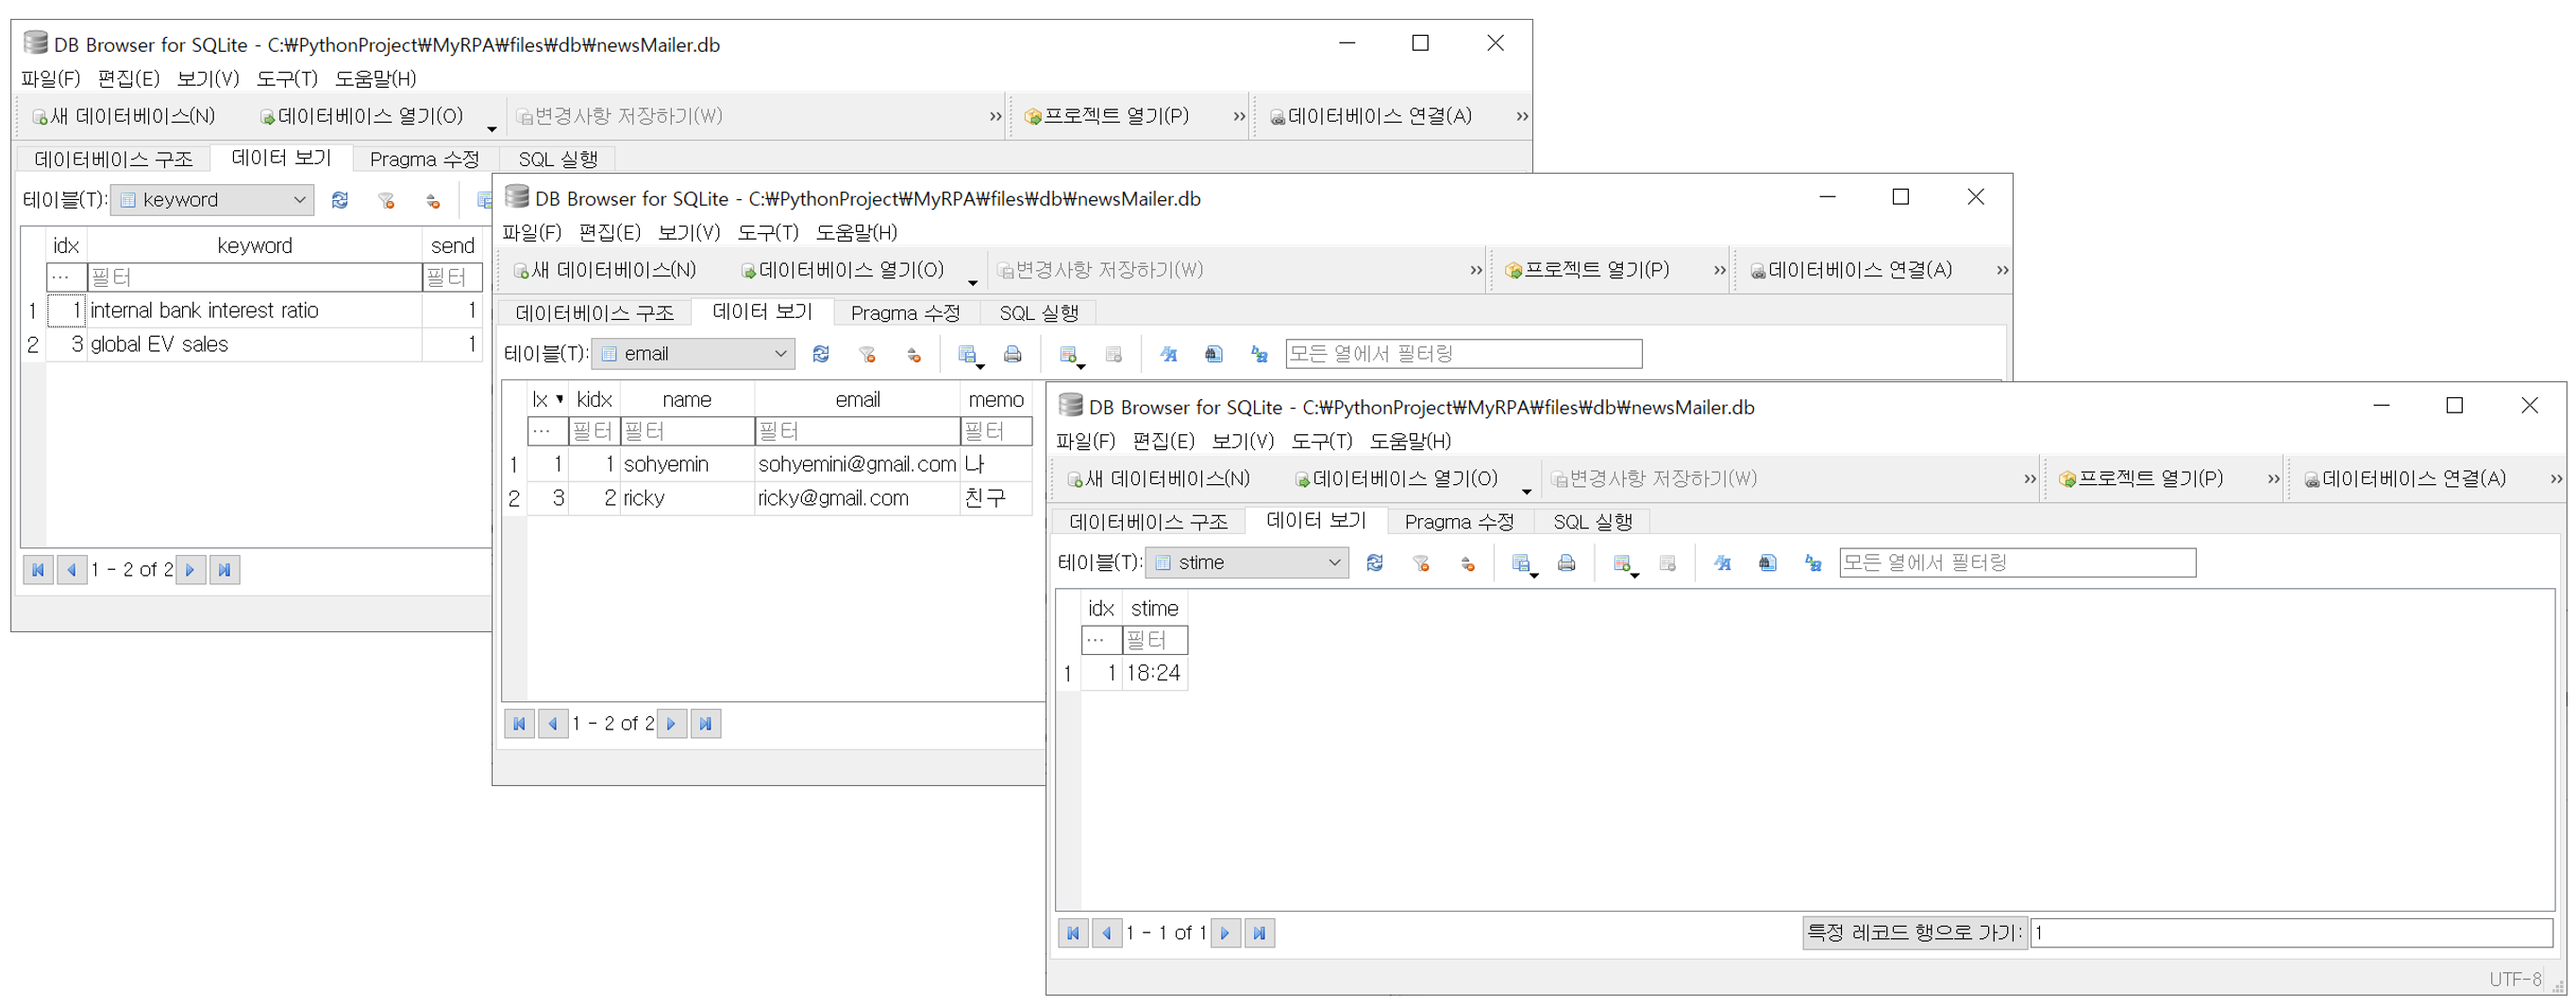 DB Browser for SQLite - C:₩PythonProject₩MyRPA₩files₩db₩newsMailer.db
파일(F) 편집(E) 보기(V) 도구(T) 도움말(H)
새 데이터베이스(N) 데이터베이스 열기(O) 변경사항 저장하기(W) » 프로젝트 열기(P) » 데이터베이스 연결(A) »
데이터베이스 구조 데이터 보기 Pragma 수정 SQL 실행
테이블(T): keyword
idx keyword send
... 필터 필터
1 1 internal bank interest ratio 1
2 3 global EV sales 1
1 - 2 of 2
DB Browser for SQLite - C:₩PythonProject₩MyRPA₩files₩db₩newsMailer.db
파일(F) 편집(E) 보기(V) 도구(T) 도움말(H)
새 데이터베이스(N) 데이터베이스 열기(O) 변경사항 저장하기(W) » 프로젝트 열기(P) » 데이터베이스 연결(A) »
데이터베이스 구조 데이터 보기 Pragma 수정 SQL 실행
테이블(T): email 모든 열에서 필터링
kidx name email memo
... 필터 필터 필터 필터
1 1 1 sohyemin sohyemini@gmail.com 나
2 3 2 ricky ricky@gmail.com 친구
1 - 2 of 2
DB Browser for SQLite - C:₩PythonProject₩MyRPA₩files₩db₩newsMailer.db
파일(F) 편집(E) 보기(V) 도구(T) 도움말(H)
새 데이터베이스(N) 데이터베이스 열기(O) 변경사항 저장하기(W) » 프로젝트 열기(P) » 데이터베이스 연결(A) »
데이터베이스 구조 데이터 보기 Pragma 수정 SQL 실행
테이블(T): stime 모든 열에서 필터링
idx stime
... 필터
1 1 18:24
1 - 1 of 1 특정 레코드 행으로 가기: 1
UTF-8